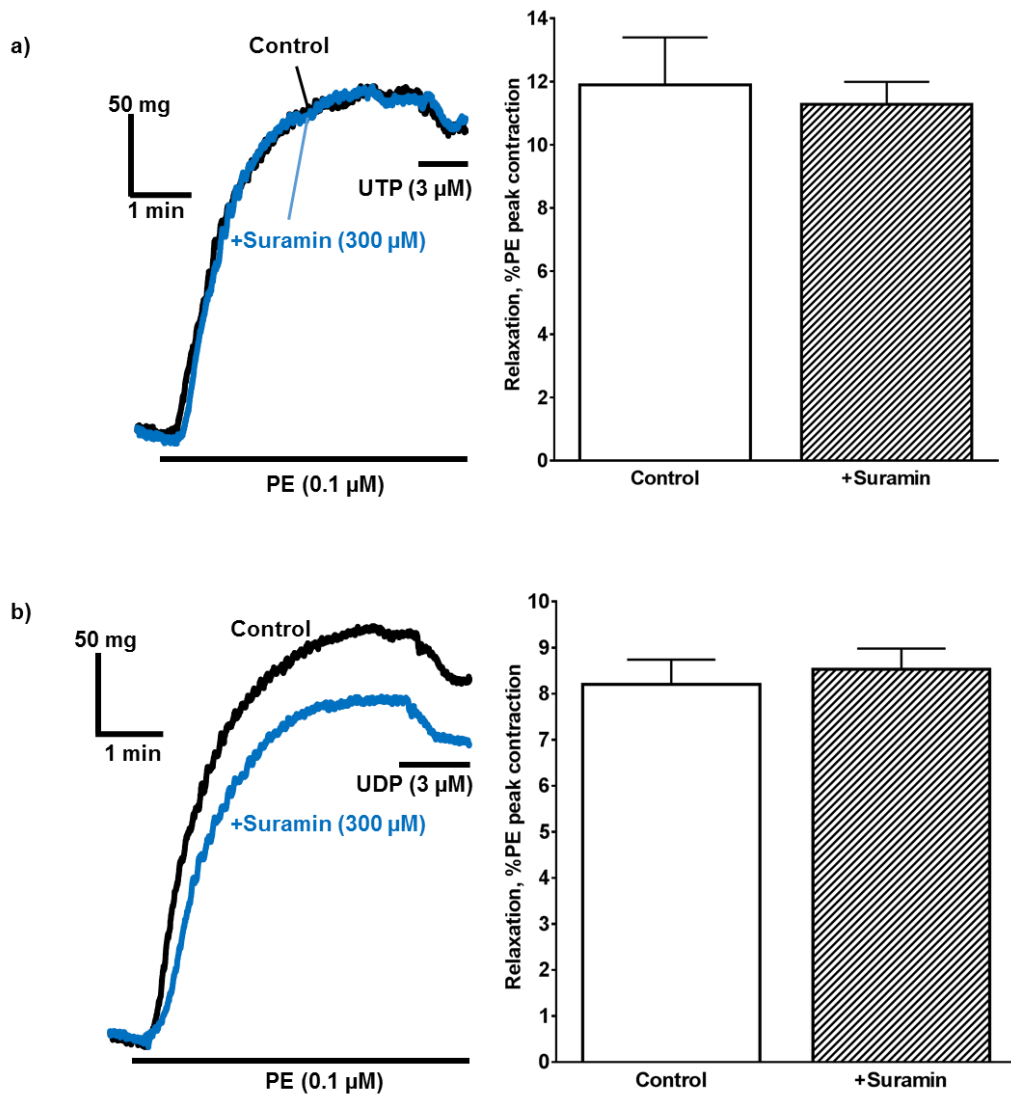 a)
Control
50 mg
1 min
UTP (3 µM)
+Suramin (300 µM)
PE (0.1 µM)
Relaxation, %PE peak contraction
14
12
10
8
6
4
2
0
Control
+Suramin
b)
Control
50 mg
1 min
UDP (3 µM)
+Suramin (300 µM)
PE (0.1 µM)
Relaxation, %PE peak contraction
10
9
8
7
6
5
4
3
2
1
0
Control
+Suramin